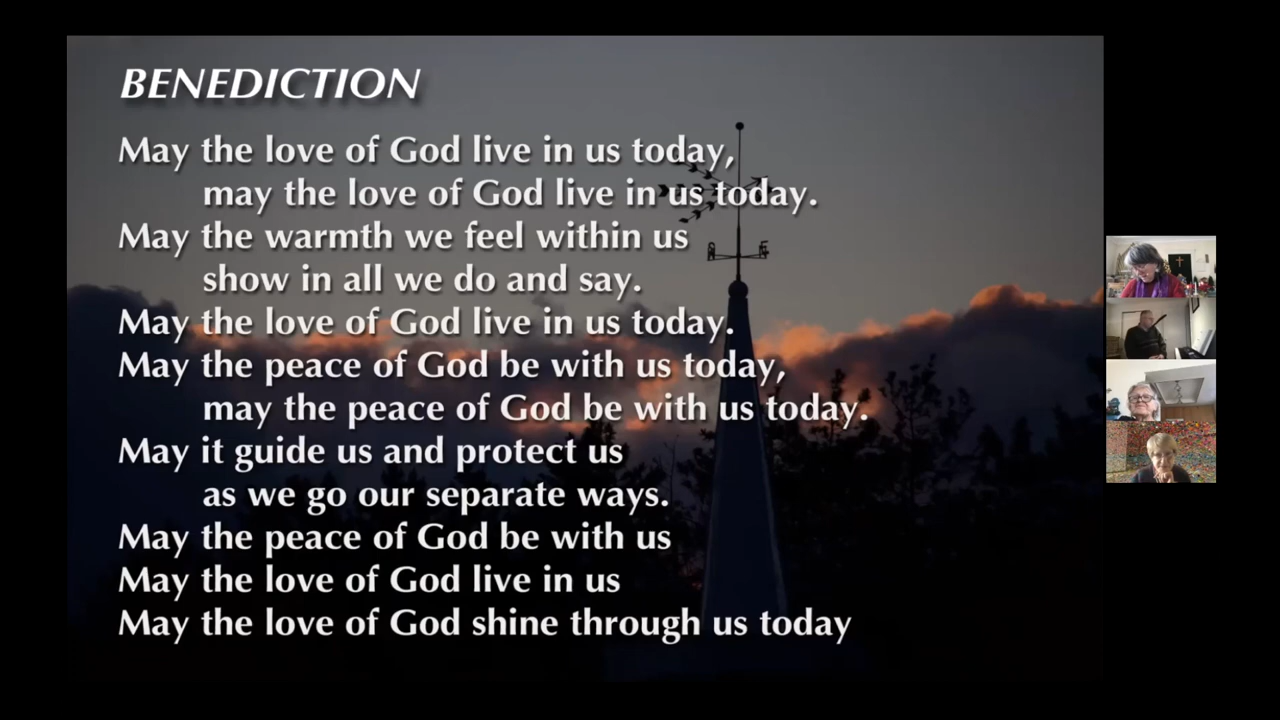 BENEDICTION
May the love of God live in us today,
may the love of God live in us today.
May the warmth we feel within us
show in all we do and say.
May the love of God live in us today.
May the peace of God be with us today,
may the peace of God be with us today.
May it guide us and protect us
as we go our separate ways.
May the peace of God be with us
May the love of God live in us
May the love of God shine through us today